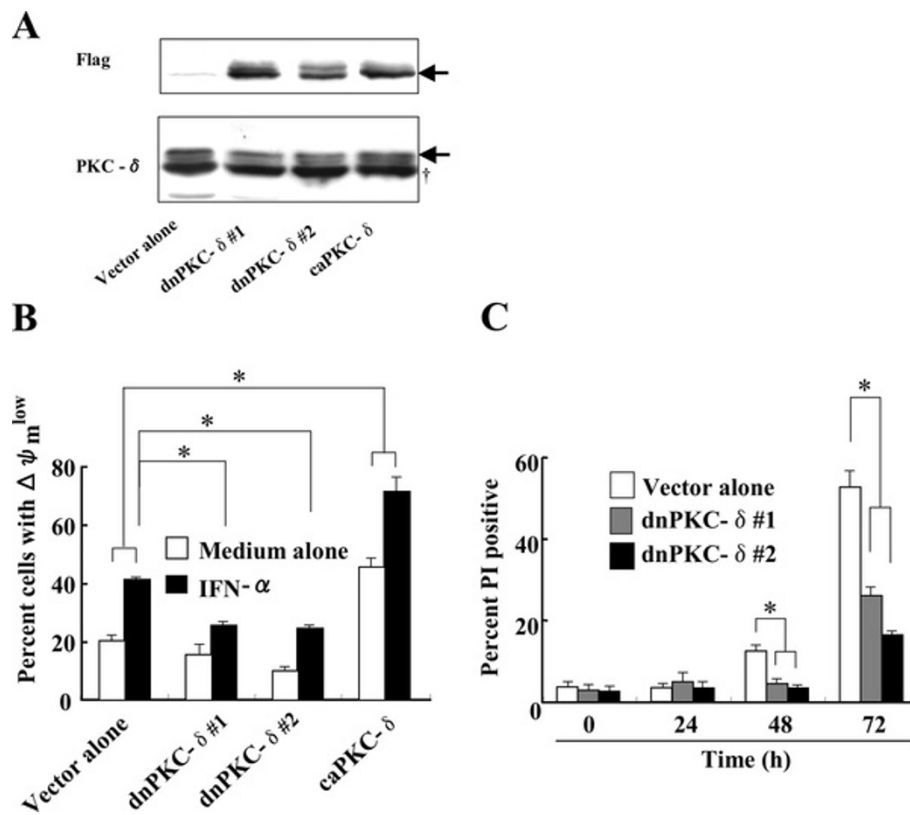 A
Flag
PKC - δ
†
Vector alone
dnPKC- δ #1
dnPKC- δ #2
caPKC- δ
B
Percent cells with Δ ψ m^low
80
60
40
20
0
*
*
*
Medium alone
IFN- α
Vector alone
dnPKC- δ #1
dnPKC- δ #2
caPKC- δ
C
Percent PI positive
60
40
20
0
*
*
Vector alone
dnPKC- δ #1
dnPKC- δ #2
0 24 48 72
Time (h)